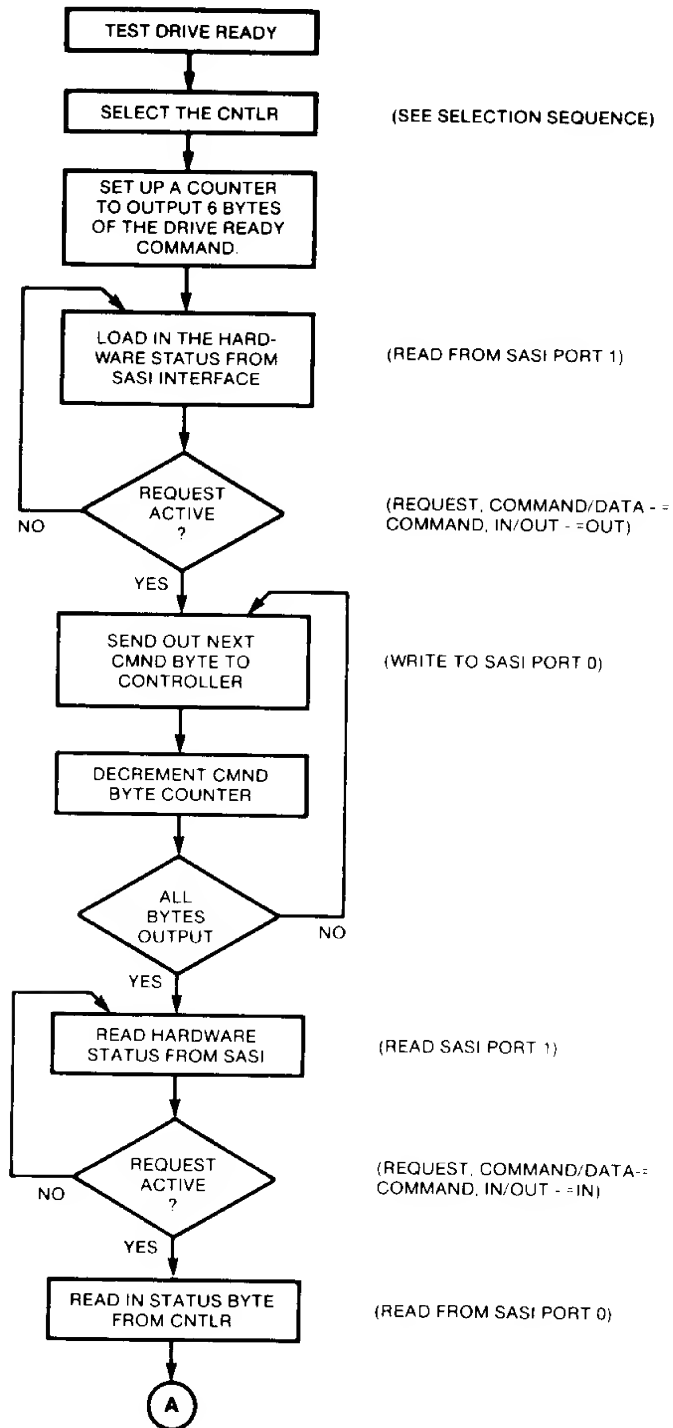 TEST DRIVE READY
SELECT THE CNTLR
(SEE SELECTION SEQUENCE)
SET UP A COUNTER
TO OUTPUT 6 BYTES
OF THE DRIVE READY
COMMAND.
LOAD IN THE HARD-
WARE STATUS FROM
SASI INTERFACE
(READ FROM SASI PORT 1)
REQUEST
ACTIVE
?
NO
(REQUEST, COMMAND/DATA - =
COMMAND, IN/OUT - =OUT)
YES
SEND OUT NEXT
CMND BYTE TO
CONTROLLER
(WRITE TO SASI PORT 0)
DECREMENT CMND
BYTE COUNTER
ALL
BYTES
OUTPUT
NO
YES
READ HARDWARE
STATUS FROM SASI
(READ SASI PORT 1)
REQUEST
ACTIVE
?
NO
(REQUEST, COMMAND/DATA-=
COMMAND, IN/OUT - =IN)
YES
READ IN STATUS BYTE
FROM CNTLR
(READ FROM SASI PORT 0)
A